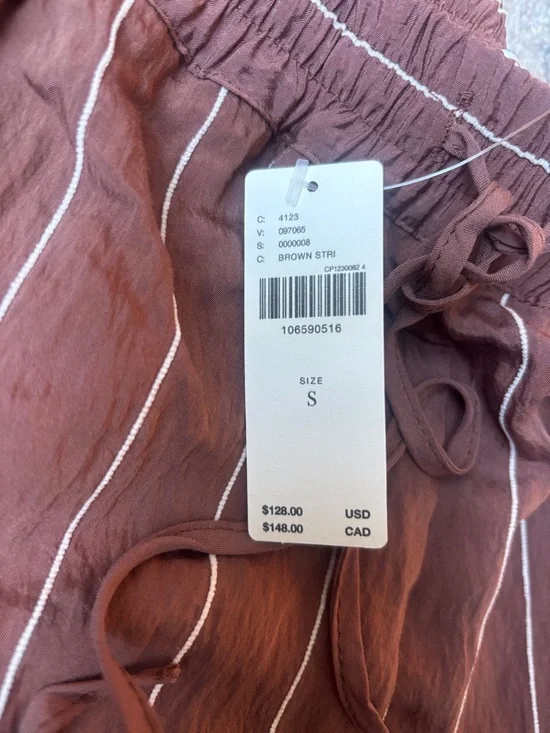 C: 4123
V: 097065
S: 0000008
C: BROWN STRI
CP1230082 4
106590516
SIZE
S
$128.00 USD
$148.00 CAD